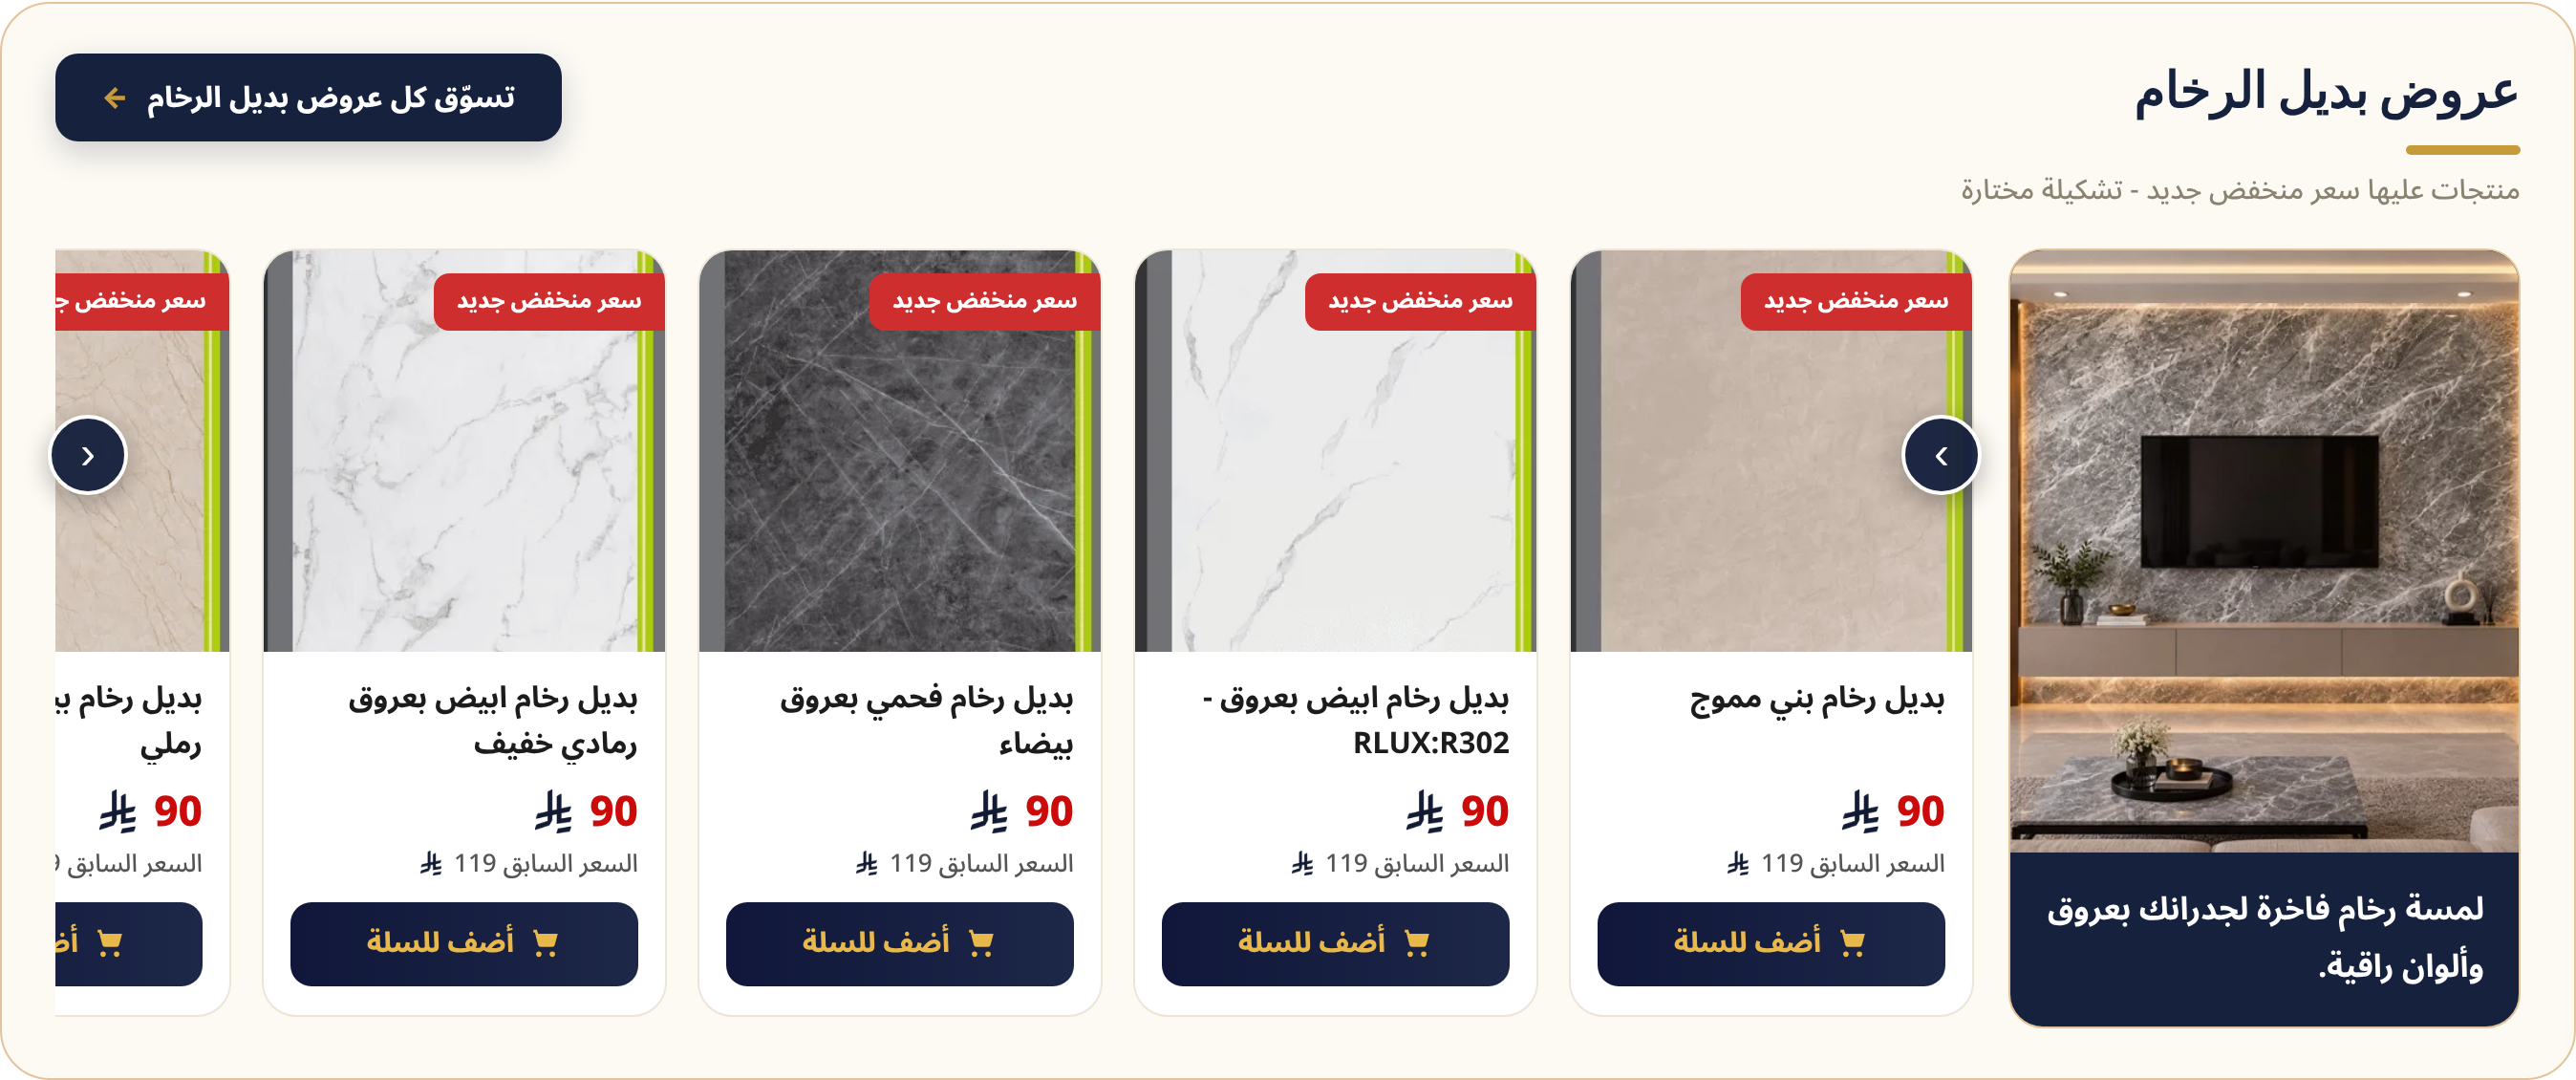 عروض بديل الرخام
منتجات عليها سعر منخفض جديد - تشكيلة مختارة
تسوّق كل عروض بديل الرخام
لمسة رخام فاخرة لجدرانك بعروق
وألوان راقية.
سعر منخفض جديد
بديل رخام بني مموج
90
السعر السابق 119
أضف للسلة
سعر منخفض جديد
بديل رخام ابيض بعروق -
RLUX:R302
90
السعر السابق 119
أضف للسلة
سعر منخفض جديد
بديل رخام فحمي بعروق
بيضاء
90
السعر السابق 119
أضف للسلة
سعر منخفض جديد
بديل رخام ابيض بعروق
رمادي خفيف
90
السعر السابق 119
أضف للسلة
سعر منخفض
بديل رخام
رملي
90
السعر السابق